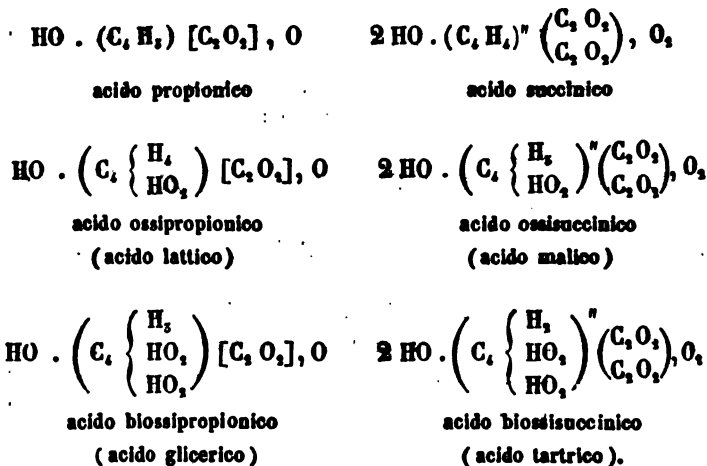 HO . (C₄ H₅) [C₂ O₂], O
acido propionico
2 HO . (C₄ H₄)" (C₂ O₂ C₂ O₂), O₂
acido succinico
HO . (C₄ { H₄ HO₂ ) [C₂ O₂], O
acido ossipropionico
(acido lattico)
2 HO . (C₄ { H₃ HO₂ )" (C₂ O₂ C₂ O₂), O₂
acido ossisuccinico
(acido malico)
HO . (C₄ { H₃ HO₂ HO₂ ) [C₂ O₂], O
acido biossipropionico
(acido glicerico)
2 HO . (C₄ { H₂ HO₂ HO₂ )" (C₂ O₂ C₂ O₂), O₂
acido biossisuccinico
(acido tartrico).